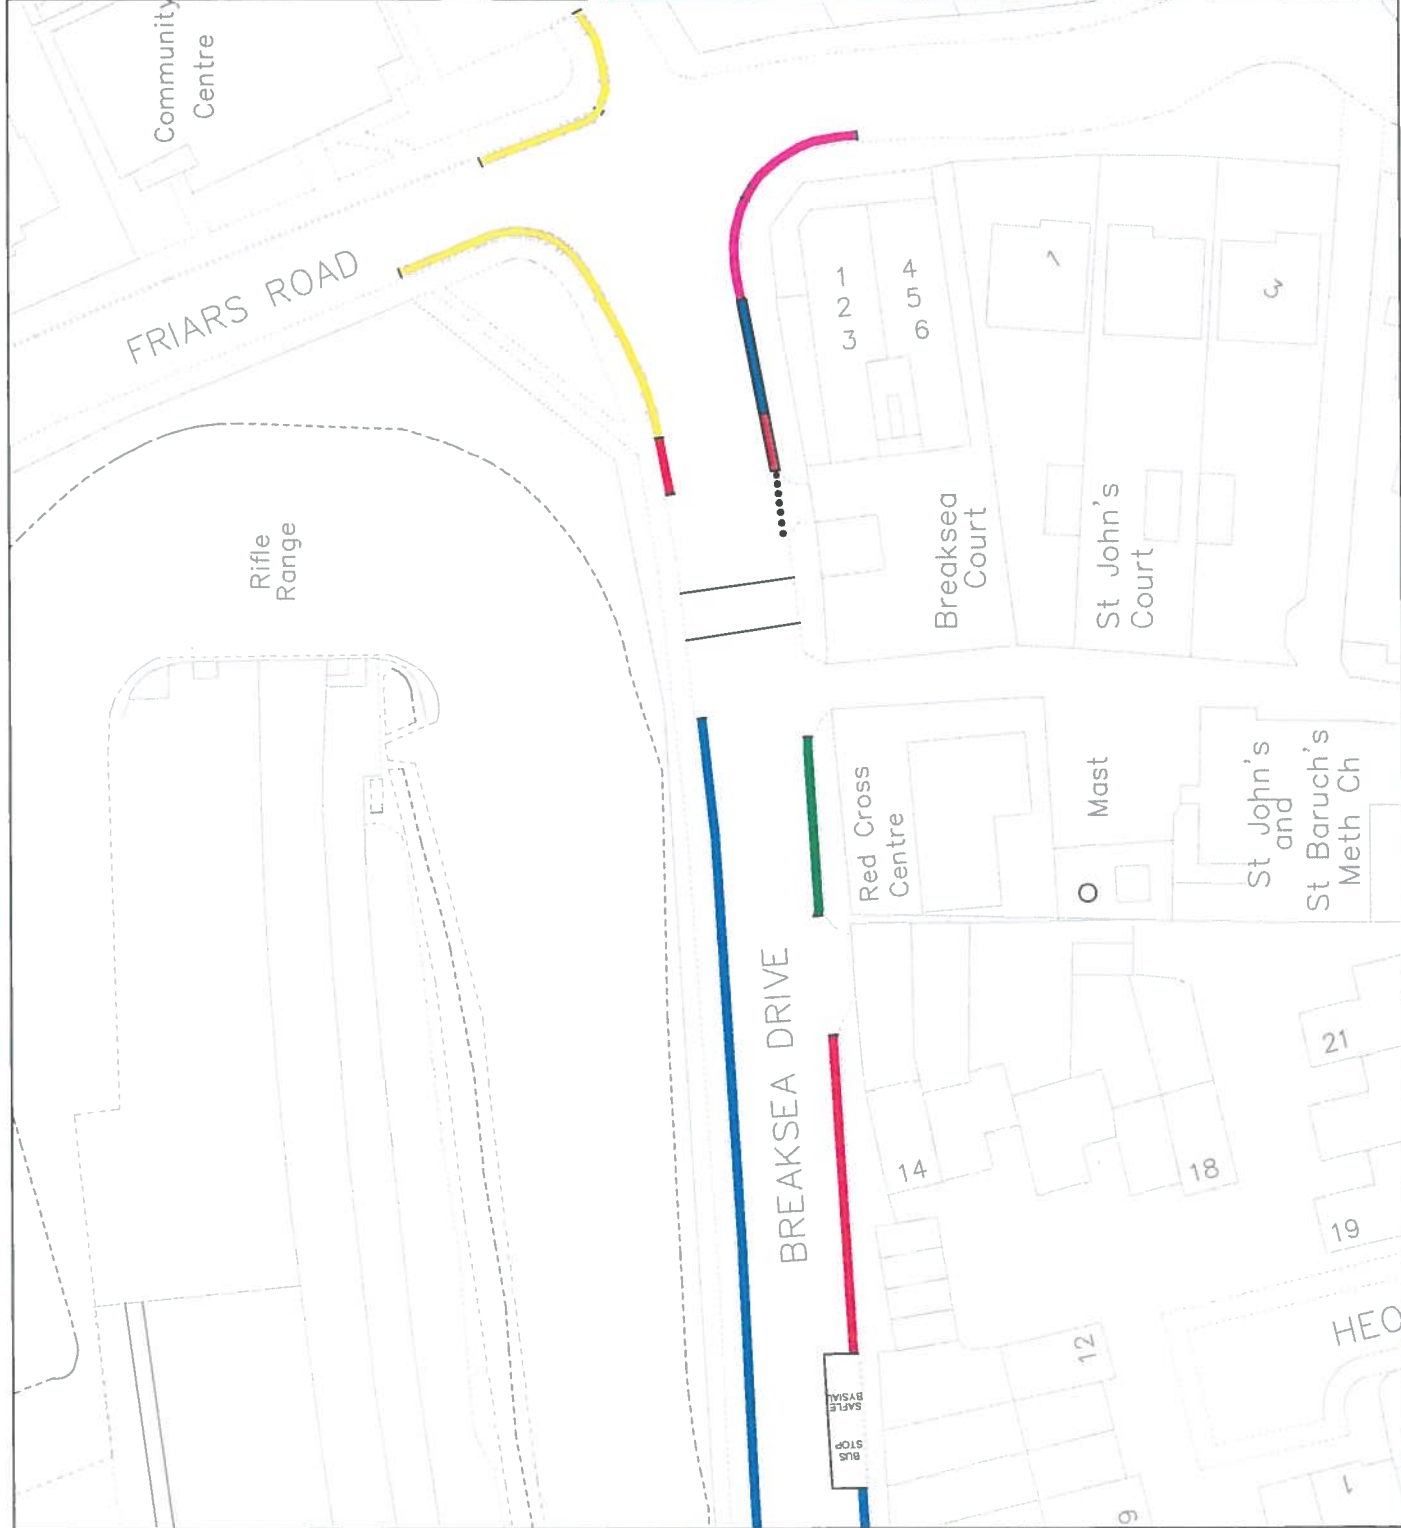 Community
Centre
FRIARS ROAD
Rifle
Range
1
2
3
4
5
6
1
3
Breaksea
Court
St John's
Court
Red Cross
Centre
Mast
St John's
and
St Baruch's
Meth Ch
BREAKSEA DRIVE
14
18
21
19
12
HEO
BUS STOP
SAFLE BYSIAU
9
1